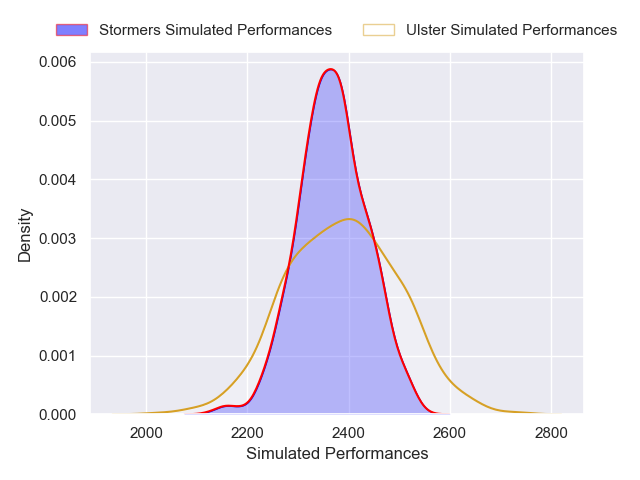 Stormers Simulated Performances Ulster Simulated Performances
0.006
0.005
0.004
0.003
0.002
0.001
0.000
Density
2000 2200 2400 2600 2800
Simulated Performances